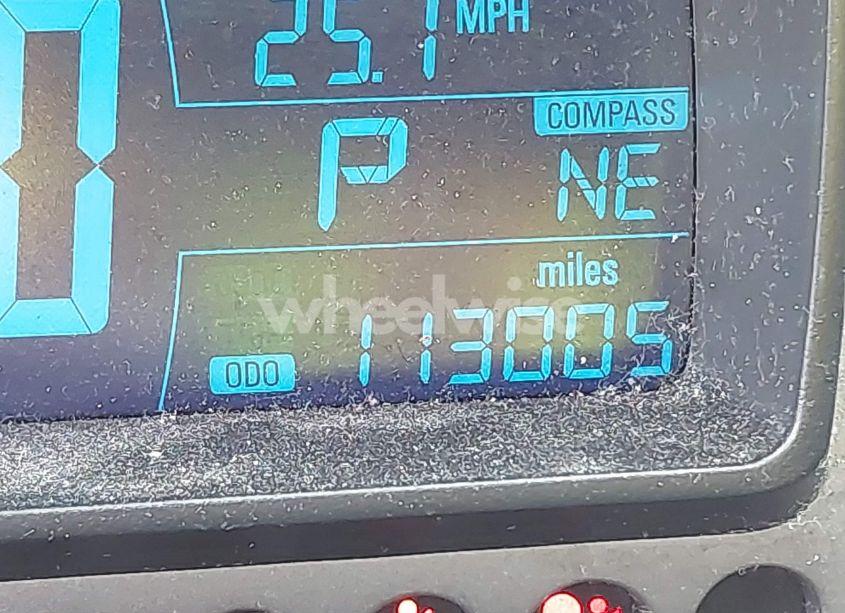 25.1 MPH
COMPASS
P NE
miles
wheelwise
ODO 113005